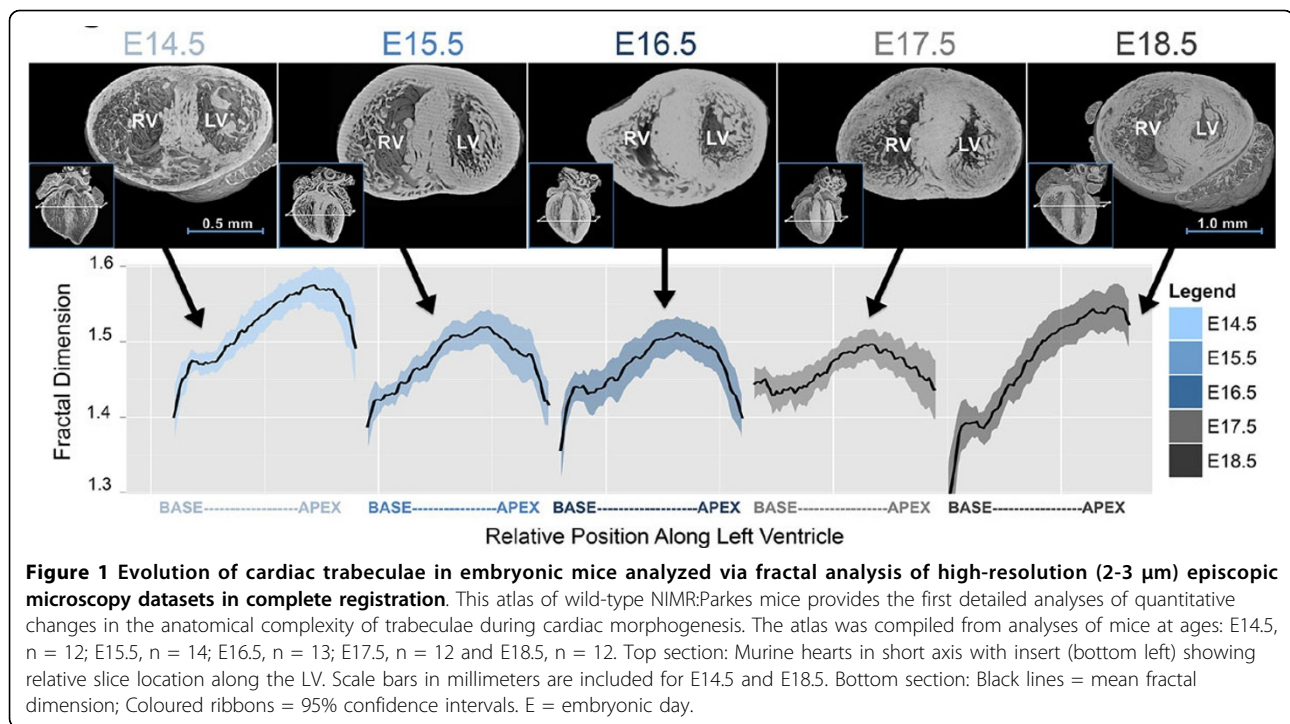 E14.5 E15.5 E16.5 E17.5 E18.5
RV LV RV LV RV LV RV LV RV LV
0.5 mm 1.0 mm
1.6
1.5
1.4
1.3
Fractal Dimension
Legend
E14.5
E15.5
E16.5
E17.5
E18.5
BASE----------------APEX BASE----------------APEX BASE----------------APEX BASE----------------APEX BASE----------------APEX
Relative Position Along Left Ventricle
Figure 1 Evolution of cardiac trabeculae in embryonic mice analyzed via fractal analysis of high-resolution (2-3 μm) episcopic
microscopy datasets in complete registration. This atlas of wild-type NIMR:Parkes mice provides the first detailed analyses of quantitative
changes in the anatomical complexity of trabeculae during cardiac morphogenesis. The atlas was compiled from analyses of mice at ages: E14.5,
n = 12; E15.5, n = 14; E16.5, n = 13; E17.5, n = 12 and E18.5, n = 12. Top section: Murine hearts in short axis with insert (bottom left) showing
relative slice location along the LV. Scale bars in millimeters are included for E14.5 and E18.5. Bottom section: Black lines = mean fractal
dimension; Coloured ribbons = 95% confidence intervals. E = embryonic day.